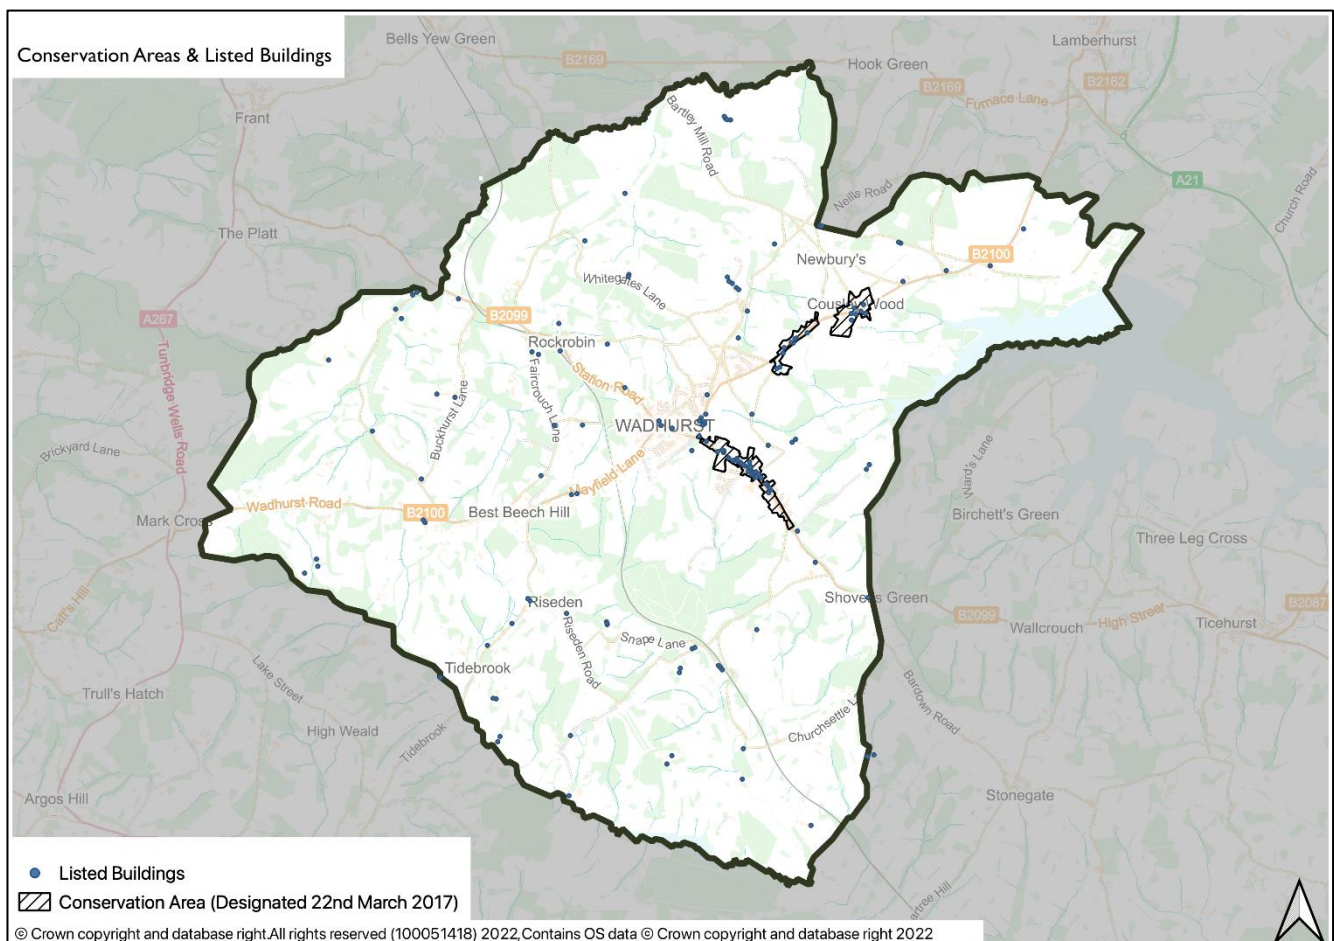 Conservation Areas & Listed Buildings
Bells Yew Green
Lamberhurst
B2169
Hook Green
B2169
B2162
Furnace Lane
Frant
Bartley Mill Road
A21
Church Road
Neills Road
The Platt
Newbury's
B2100
Whitegates Lane
Cousley Wood
A267
B2099
Rockrobin
Tunbridge Wells Road
Station Road
Faircrouch Lane
Buckhurst Lane
WADHURST
Brickyard Lane
Ward's Lane
Mayfield Lane
Wadhurst Road
B2100
Best Beech Hill
Mark Cross
Birchett's Green
Three Leg Cross
Catt's Hill
Riseden
Shover's Green
B2099
B2087
High Street
Ticehurst
Wallcrouch
Snape Lane
Riseden Road
Tidebrook
Lake Street
Trull's Hatch
Bardown Road
High Weald
Tidebrook
Churchsettle
Argos Hill
Stonegate
Listed Buildings
Conservation Area (Designated 22nd March 2017)
© Crown copyright and database right.All rights reserved (100051418) 2022,Contains OS data © Crown copyright and database right 2022